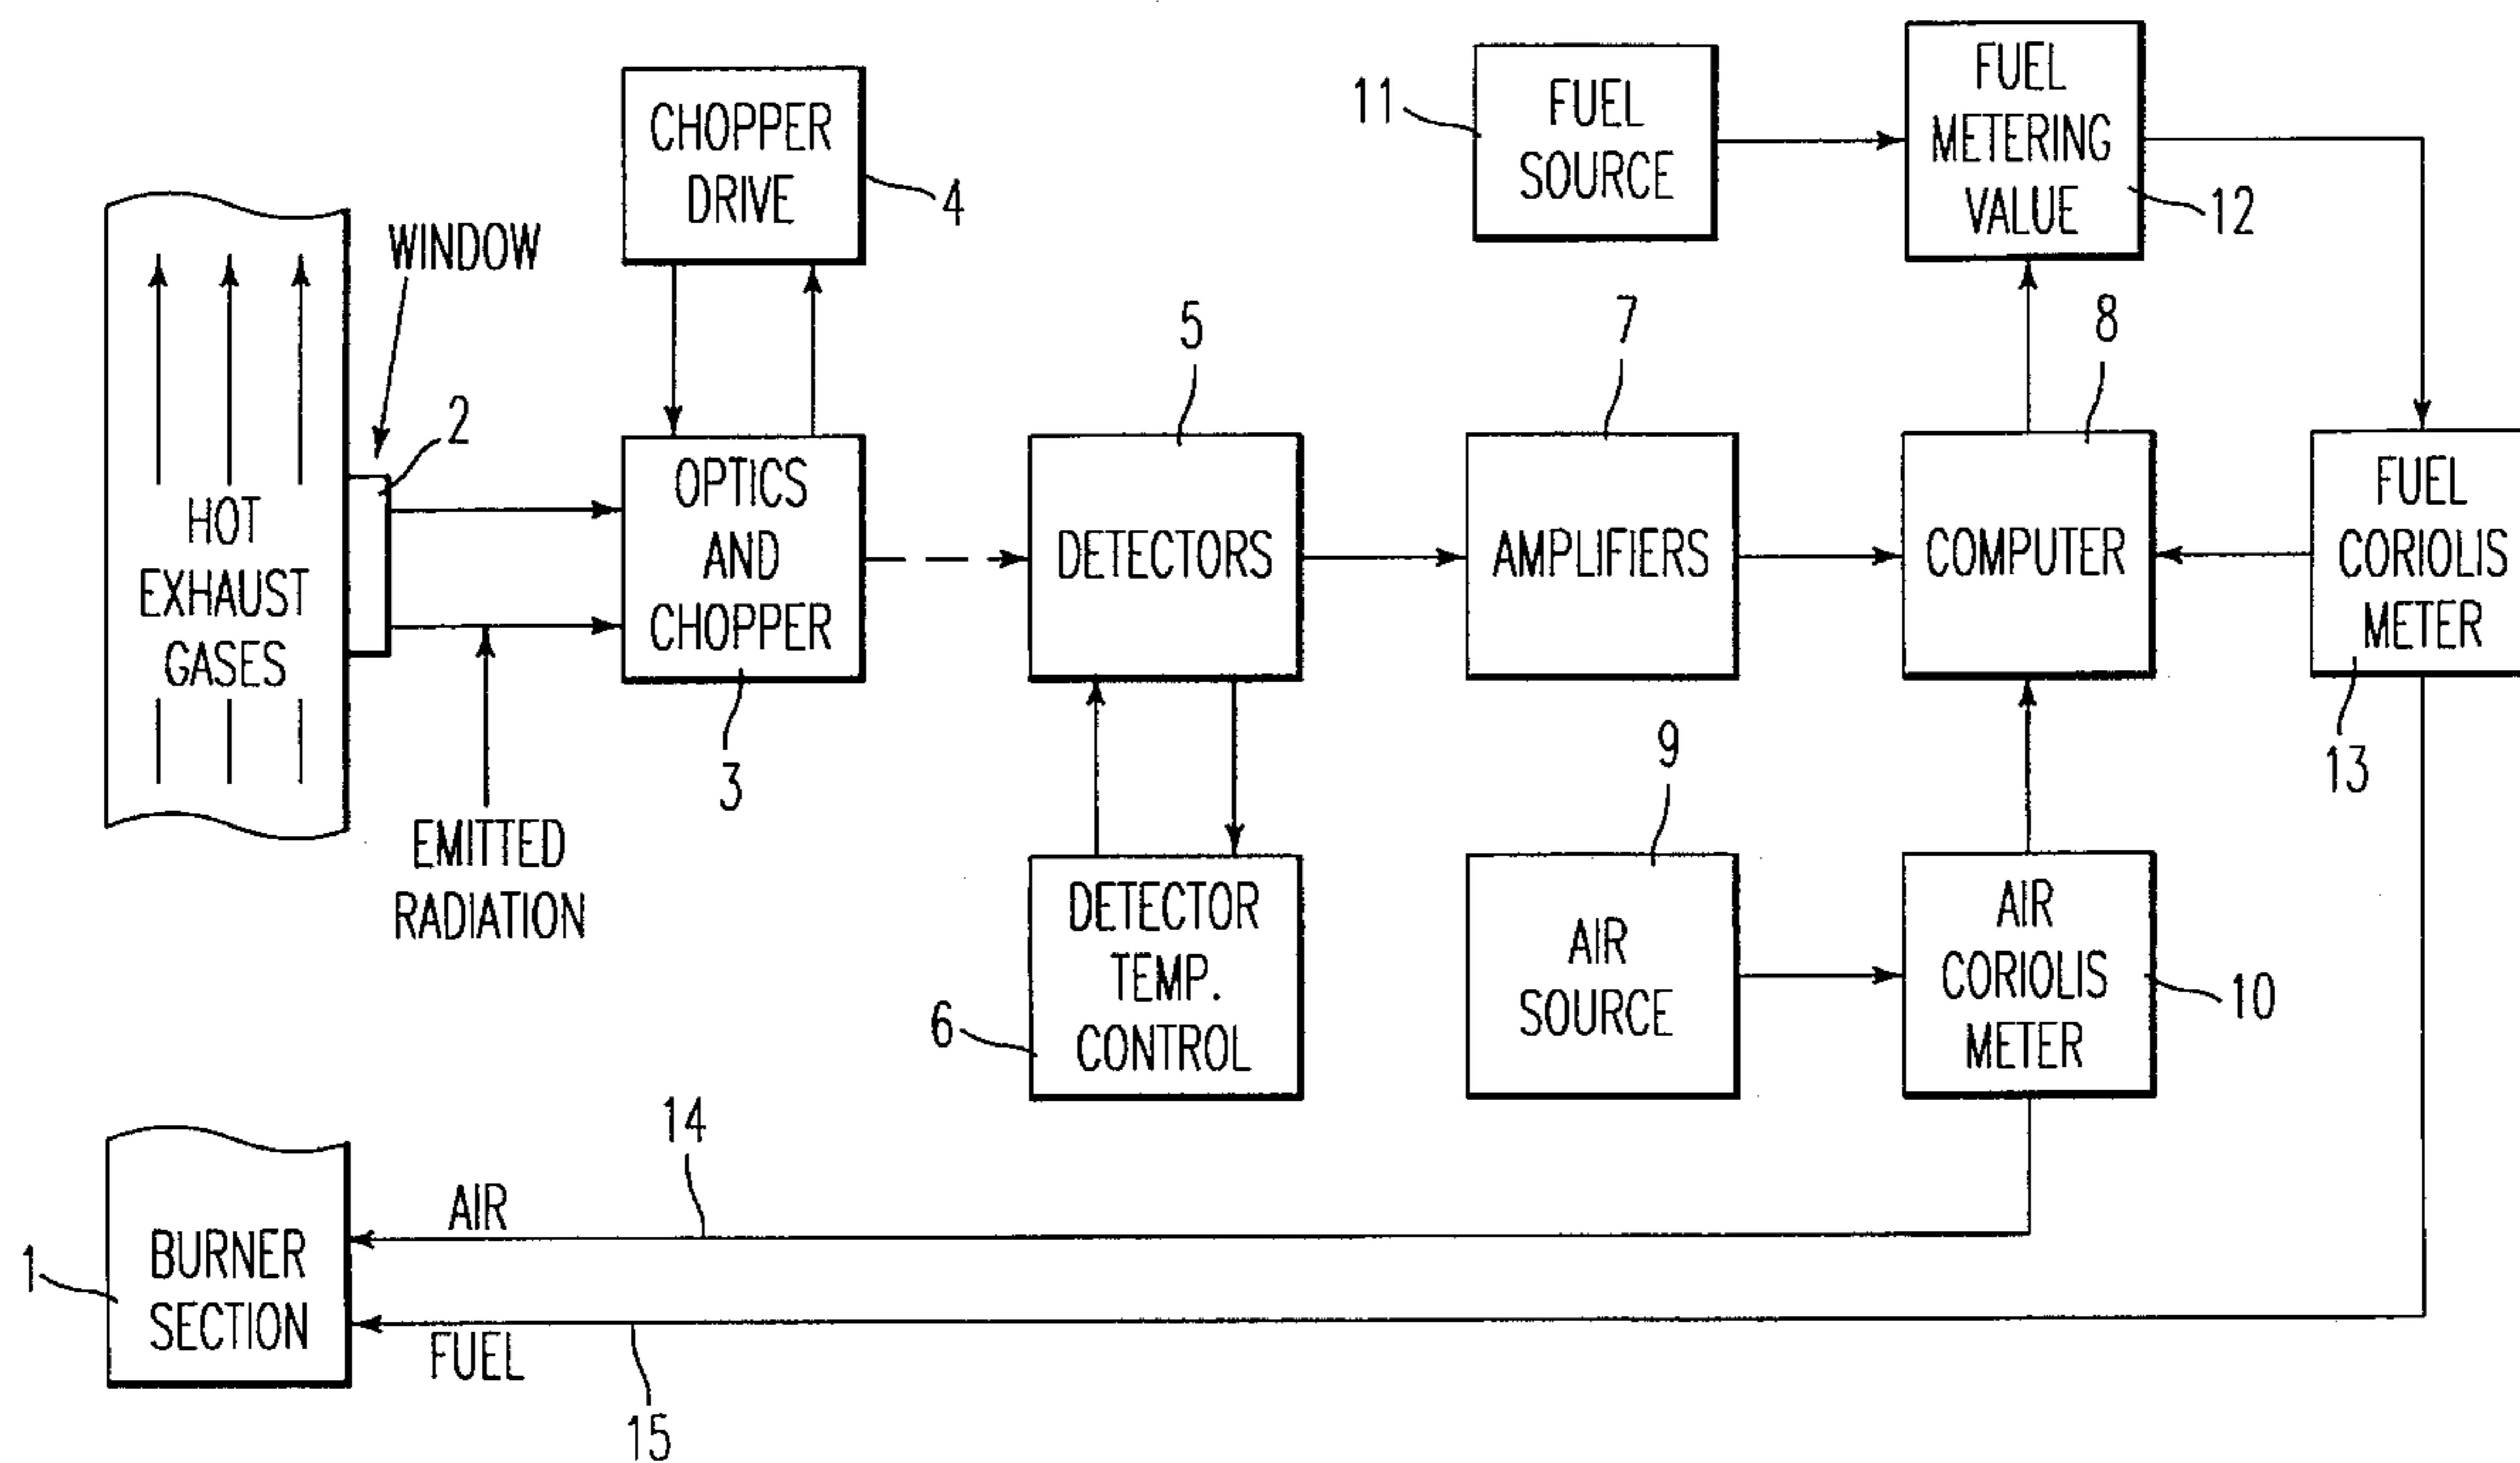 CHOPPER
DRIVE
4
11
FUEL
SOURCE
FUEL
METERING
VALUE
12
WINDOW
2
HOT
EXHAUST
GASES
OPTICS
AND
CHOPPER
3
EMITTED
RADIATION
5
DETECTORS
7
AMPLIFIERS
8
COMPUTER
FUEL
CORIOLIS
METER
13
6
DETECTOR
TEMP.
CONTROL
9
AIR
SOURCE
AIR
CORIOLIS
METER
10
1
BURNER
SECTION
AIR
14
FUEL
15